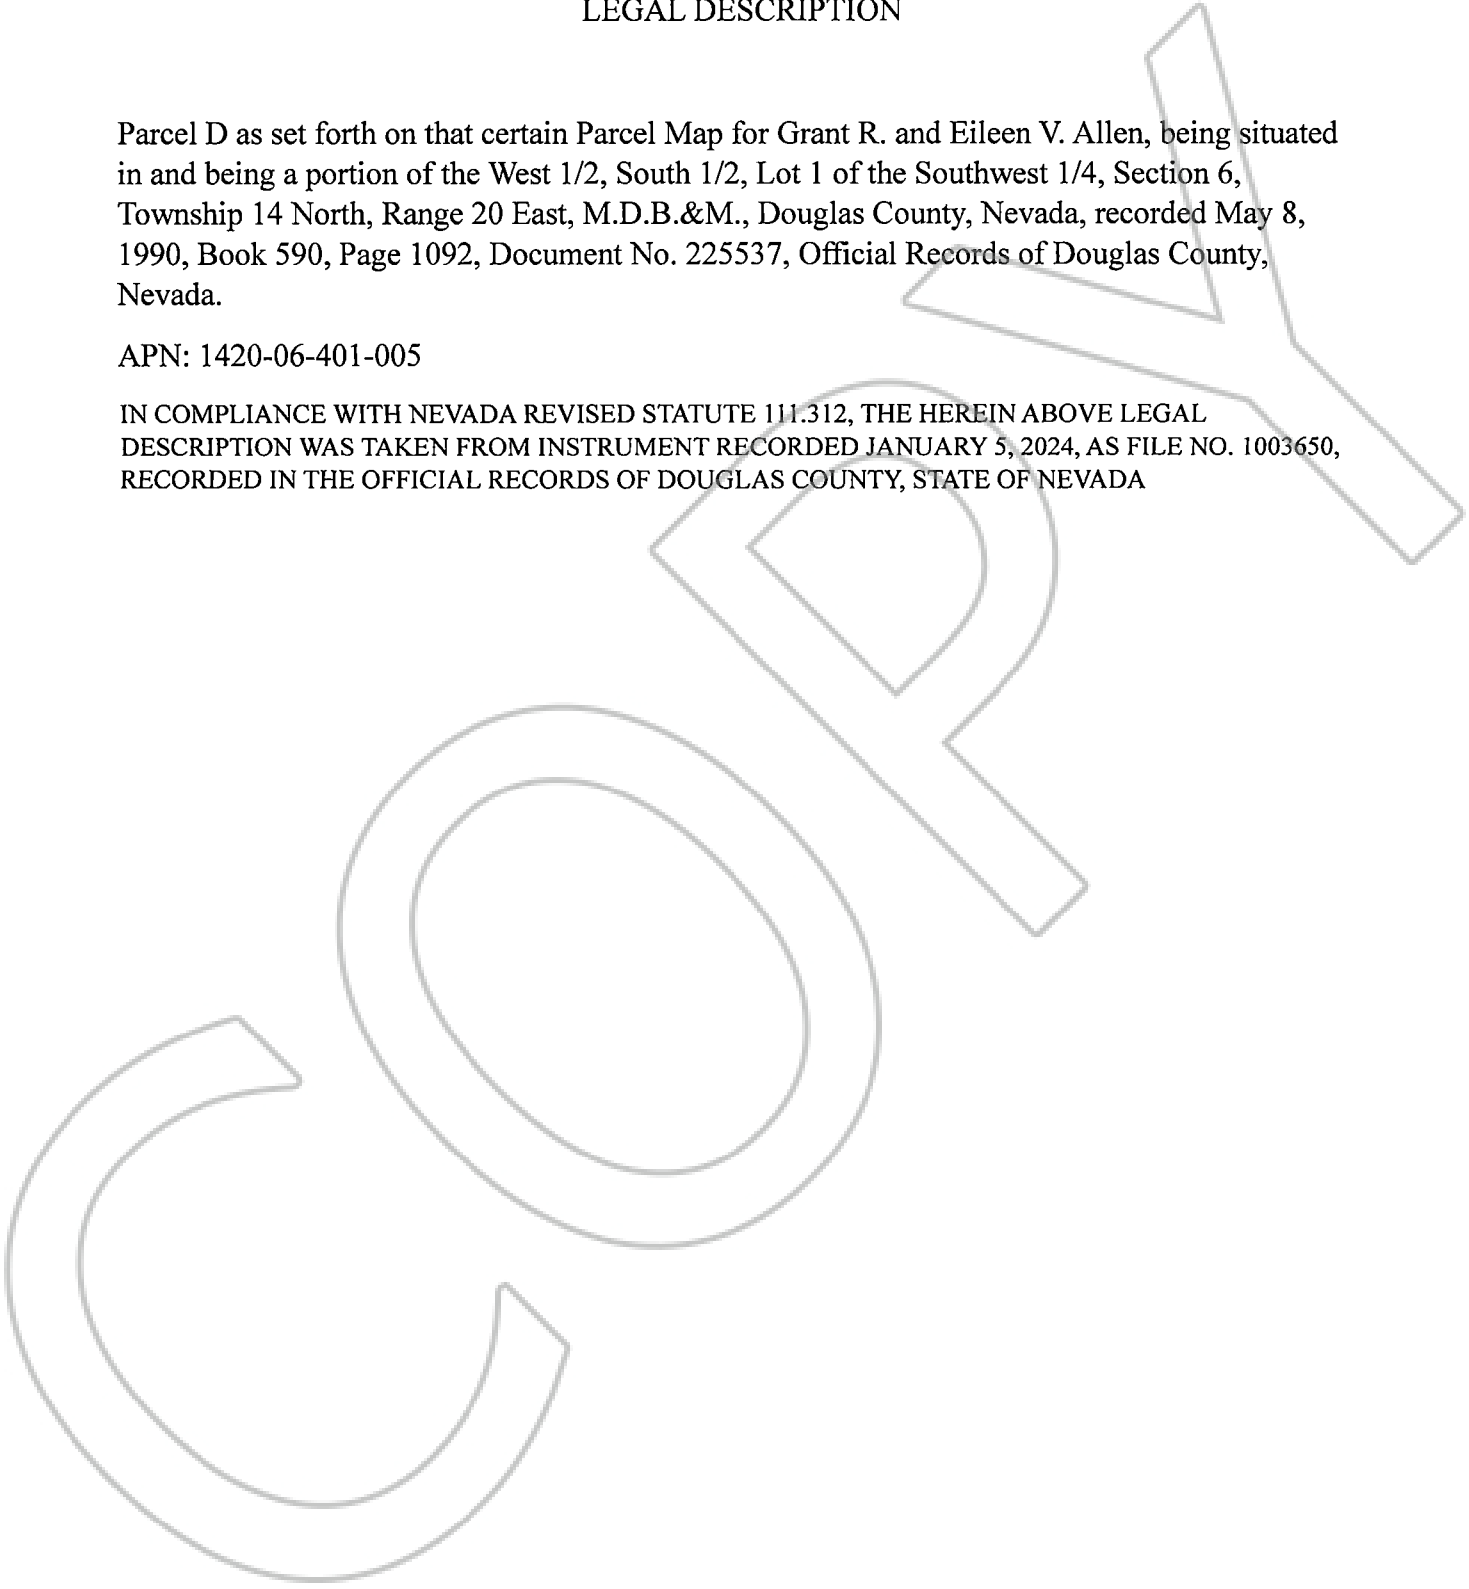 LEGAL DESCRIPTION
Parcel D as set forth on that certain Parcel Map for Grant R. and Eileen V. Allen, being situated
in and being a portion of the West 1/2, South 1/2, Lot 1 of the Southwest 1/4, Section 6,
Township 14 North, Range 20 East, M.D.B.&M., Douglas County, Nevada, recorded May 8,
1990, Book 590, Page 1092, Document No. 225537, Official Records of Douglas County,
Nevada.
APN: 1420-06-401-005
IN COMPLIANCE WITH NEVADA REVISED STATUTE 111.312, THE HEREIN ABOVE LEGAL
DESCRIPTION WAS TAKEN FROM INSTRUMENT RECORDED JANUARY 5, 2024, AS FILE NO. 1003650,
RECORDED IN THE OFFICIAL RECORDS OF DOUGLAS COUNTY, STATE OF NEVADA
COPY